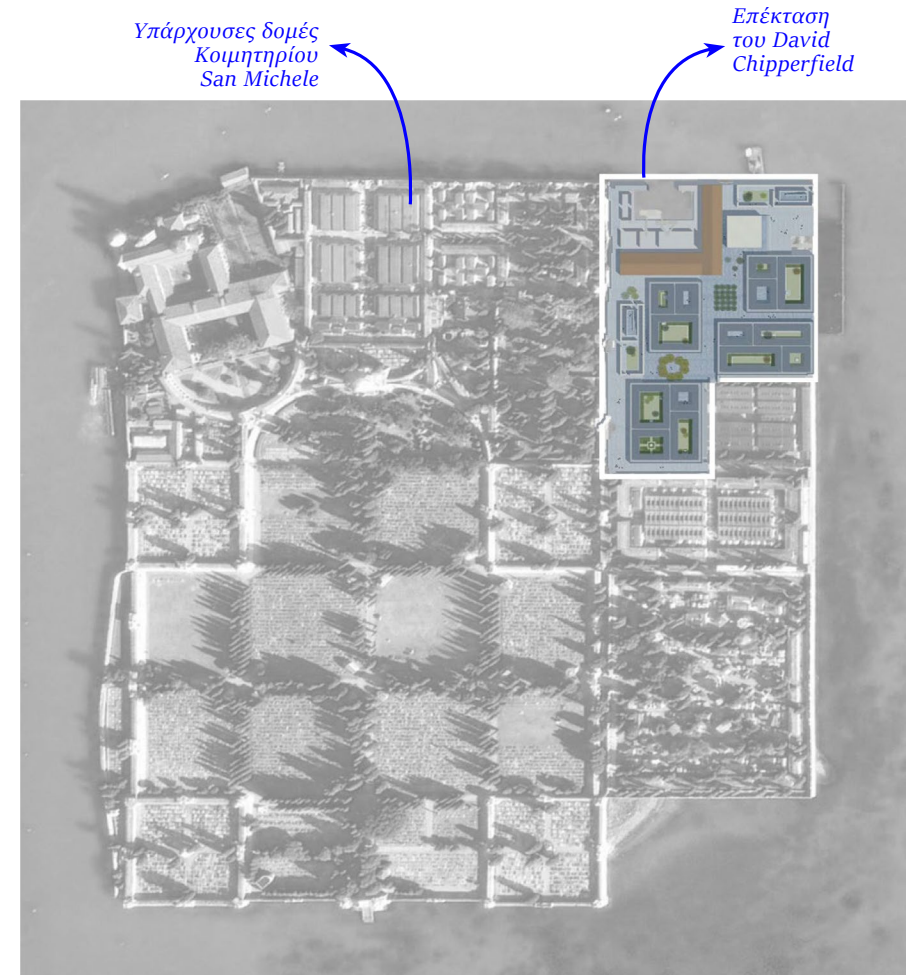 Υπάρχουσες δομές
Κοιμητηρίου
San Michele
Επέκταση
του David
Chipperfield